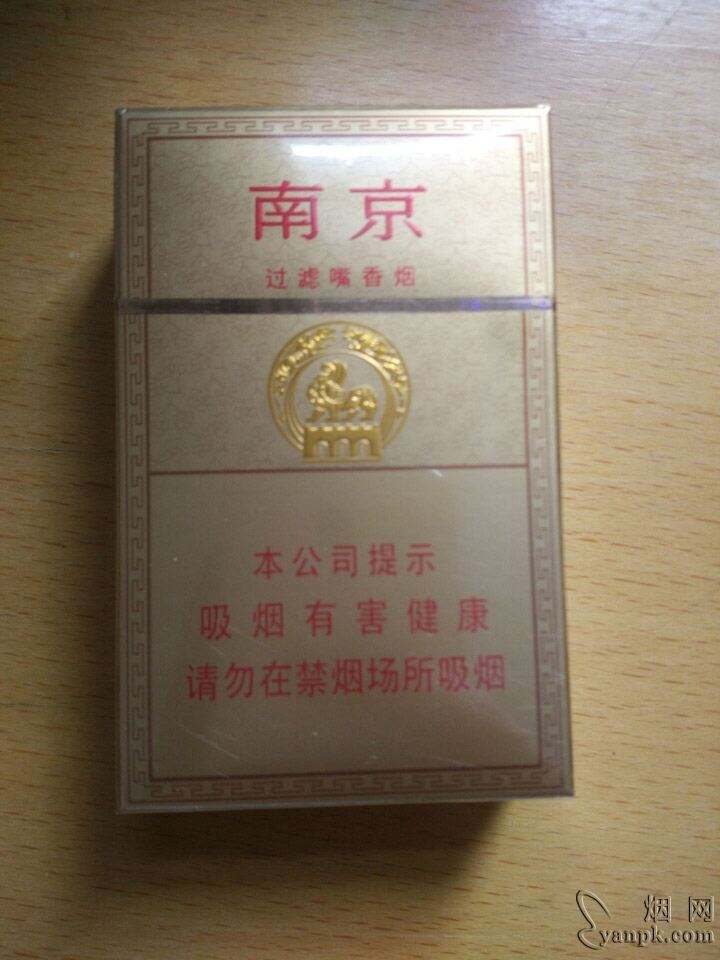 南京
过滤嘴香烟
本公司提示
吸烟有害健康
请勿在禁烟场所吸烟
烟网
yanpk.com